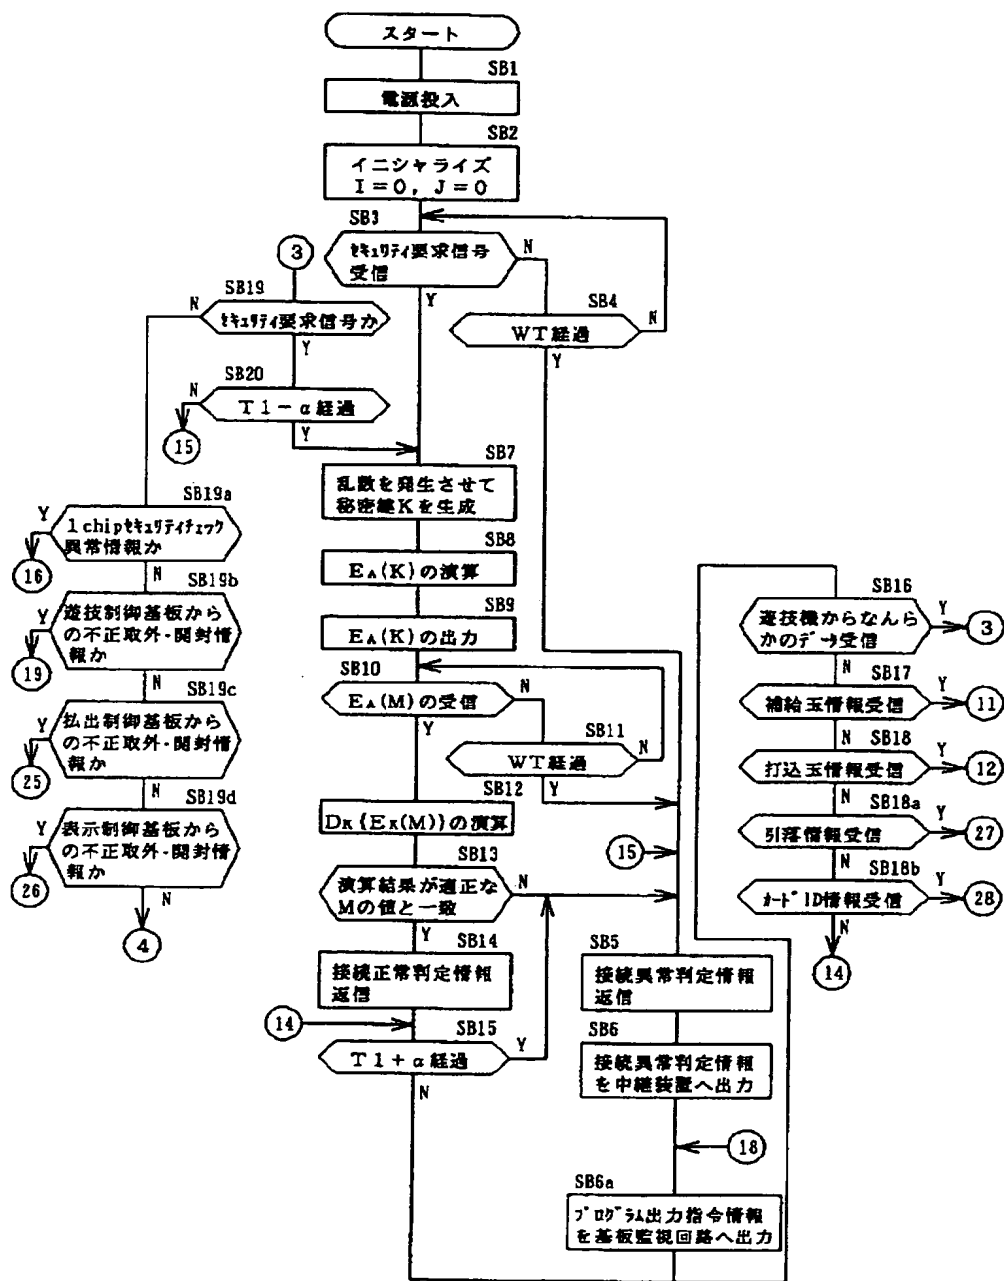 スタート
SB1
電源投入
SB2
イニシャライズ
I=0, J=0
SB3
セキュリティ要求信号
受信
N
Y
SB4
WT経過
N
Y
3
SB19
N
セキュリティ要求信号か
Y
SB20
N
T1-α経過
Y
15
SB7
乱数を発生させて
秘密鍵Kを生成
SB8
EA(K)の演算
SB9
EA(K)の出力
SB10
EA(M)の受信
N
Y
SB11
WT経過
N
Y
SB12
DK{EK(M)}の演算
SB13
演算結果が適正な
Mの値と一致
N
Y
SB14
接続正常判定情報
返信
14
SB15
T1+α経過
Y
N
SB19a
Y
1chipセキュリティチェック
異常情報か
16
N
SB19b
Y
遊技制御基板から
の不正取外・開封情
報か
19
N
SB19c
Y
払出制御基板から
の不正取外・開封情
報か
25
N
SB19d
Y
表示制御基板から
の不正取外・開封情
報か
26
N
4
15
SB5
接続異常判定情報
返信
SB6
接続異常判定情報
を中継装置へ出力
18
SB6a
プログラム出力指令情報
を基板監視回路へ出力
SB16
遊技機からなんら
かのデータ受信
Y
3
N
SB17
補給玉情報受信
Y
11
N
SB18
打込玉情報受信
Y
12
N
SB18a
引落情報受信
Y
27
N
SB18b
カードID情報受信
Y
28
N
14